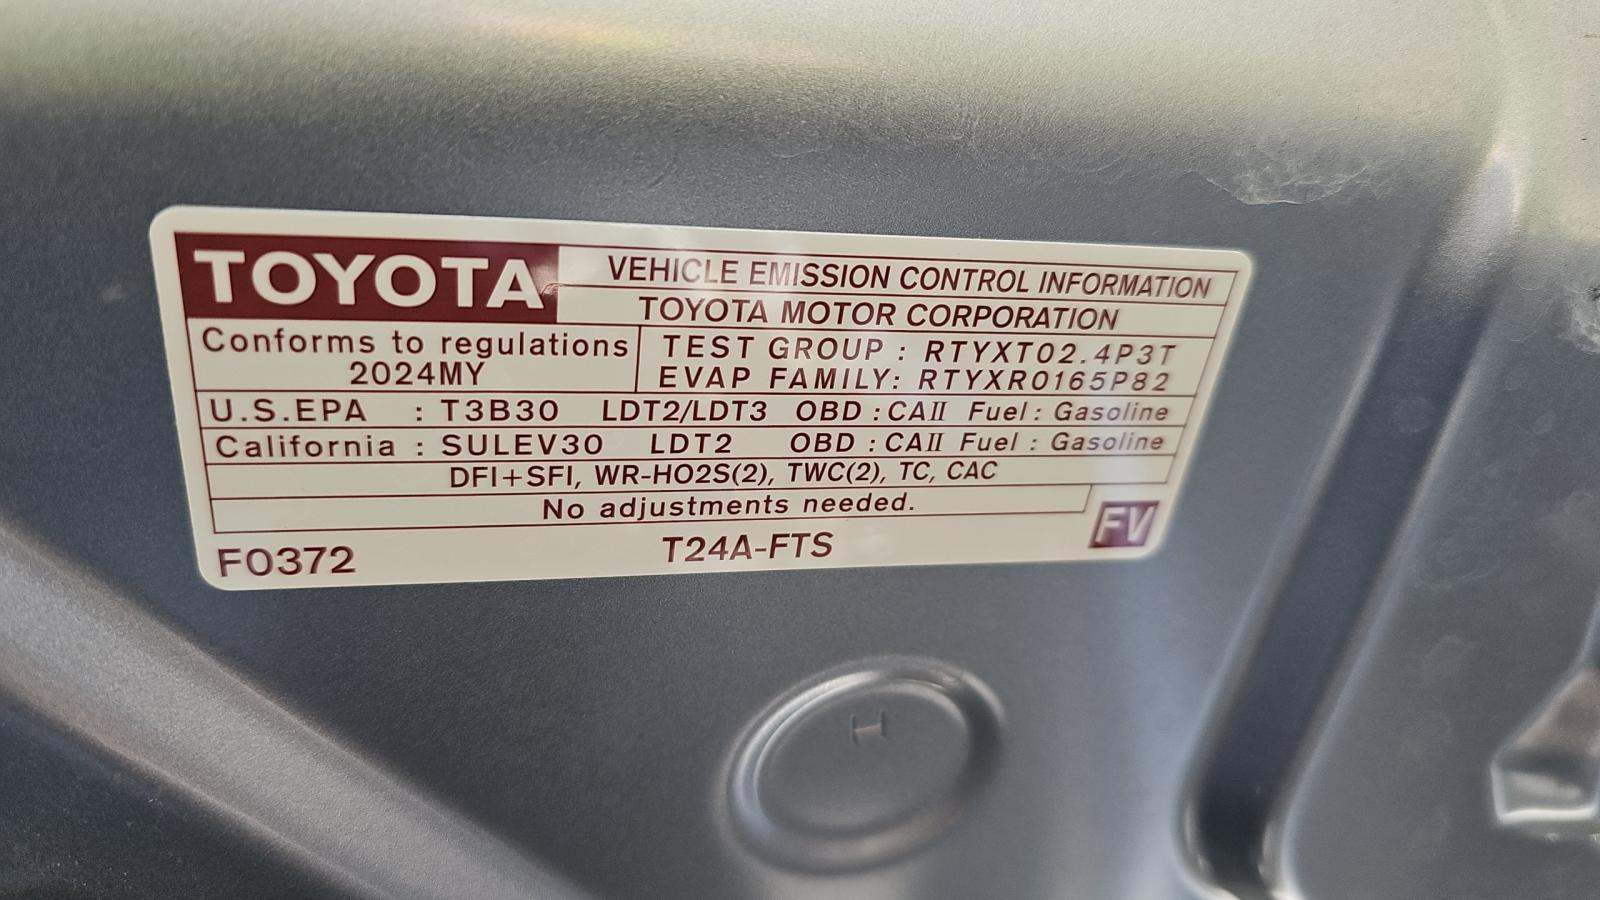 TOYOTA
VEHICLE EMISSION CONTROL INFORMATION
TOYOTA MOTOR CORPORATION
Conforms to regulations
2024MY
TEST GROUP : RTYXT02.4P3T
EVAP FAMILY: RTYXR0165P82
U.S.EPA : T3B30 LDT2/LDT3 OBD : CAII Fuel : Gasoline
California : SULEV30 LDT2 OBD : CAII Fuel : Gasoline
DFI+SFI, WR-HO2S(2), TWC(2), TC, CAC
No adjustments needed.
F0372
T24A-FTS
FV
H